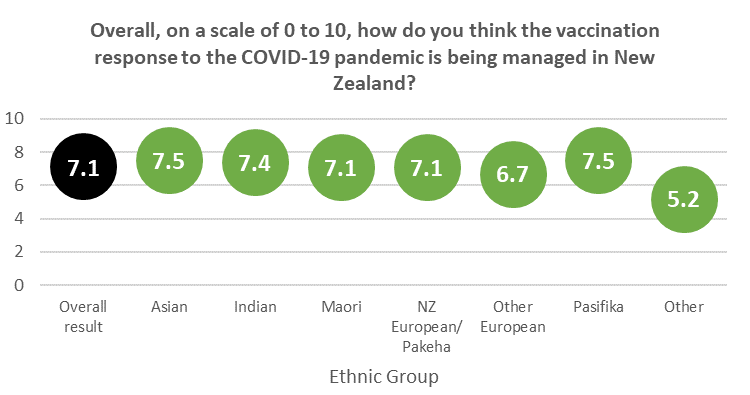 Overall, on a scale of 0 to 10, how do you think the vaccination
response to the COVID-19 pandemic is being managed in New
Zealand?
10
8
6
4
2
0
7.1
7.5
7.4
7.1
7.1
6.7
7.5
5.2
Overall
result
Asian
Indian
Maori
NZ
European/
Pakeha
Other
European
Pasifika
Other
Ethnic Group